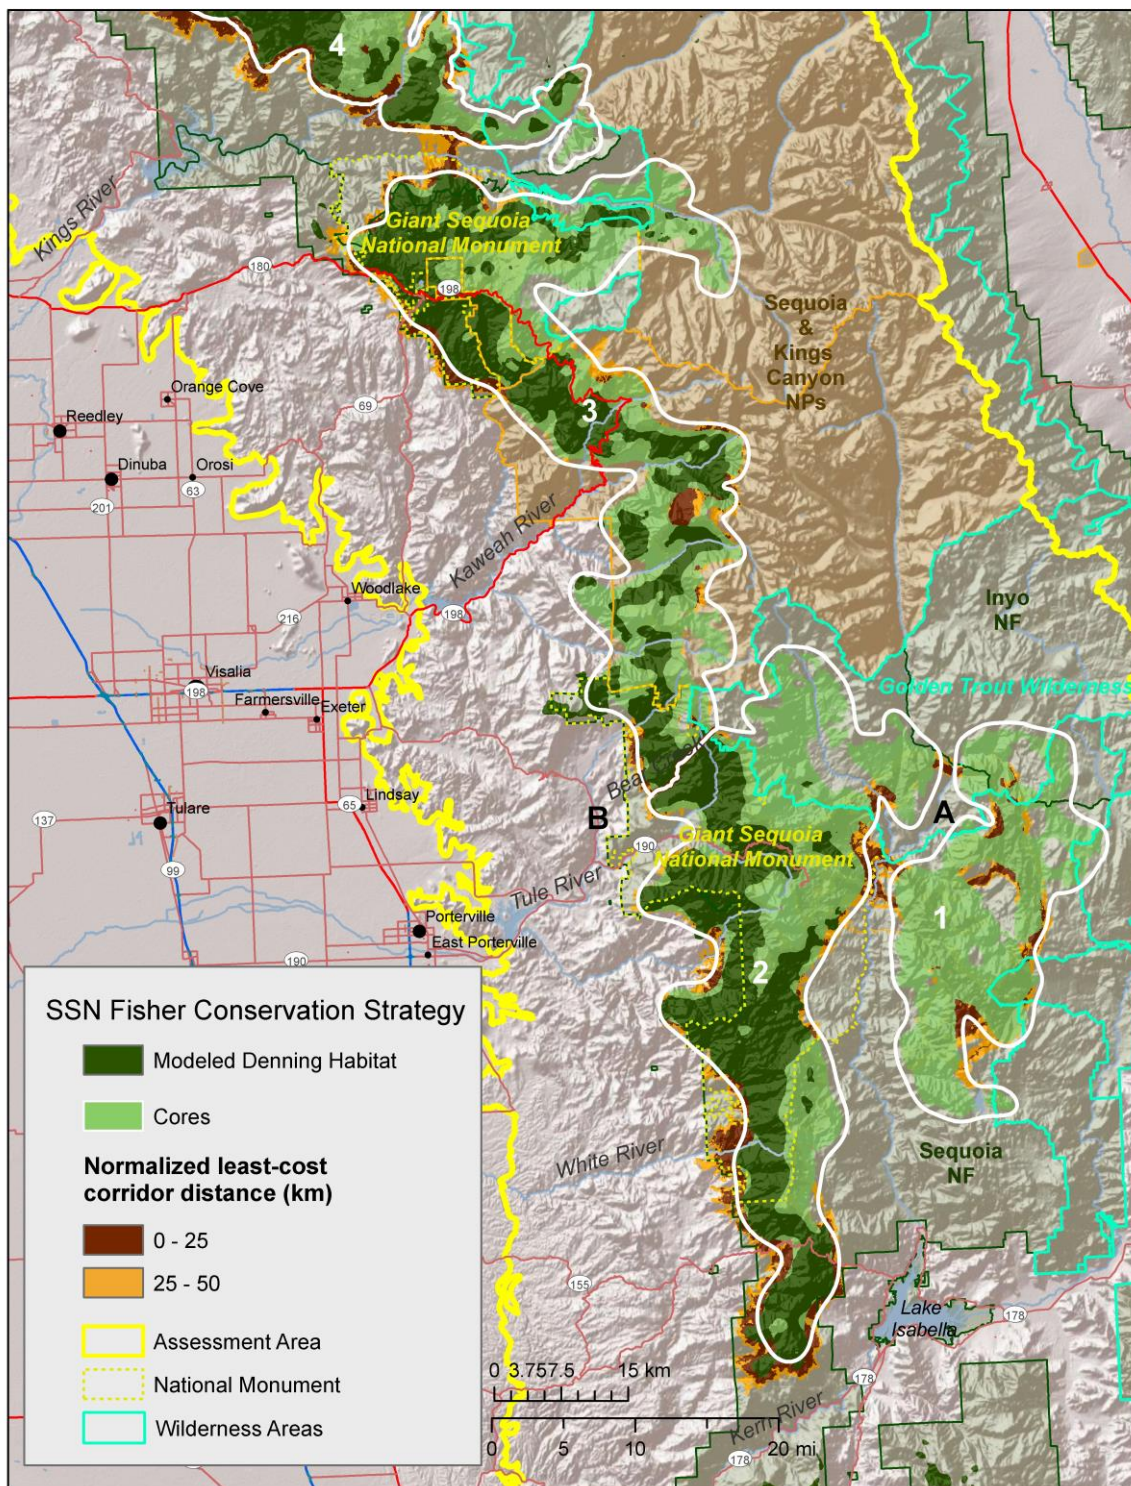 4
Giant Sequoia
National Monument
Kings River
180
198
Sequoia
&
Kings
Canyon
NPs
Orange Cove
69
3
Reedley
Dinuba
Orosi
63
201
Kaweah River
Woodlake
216
198
Inyo
NF
Visalia
198
Golden Trout Wilderness
Farmersville
Exeter
Lindsay
65
137
Tulare
A
B
190
Giant Sequoia
National Monument
99
Tule River
Porterville
1
East Porterville
190
2
SSN Fisher Conservation Strategy
Modeled Denning Habitat
Cores
Normalized least-cost
corridor distance (km)
0 - 25
25 - 50
Assessment Area
National Monument
Wilderness Areas
White River
Sequoia
NF
155
Lake
Isabella
178
0 3.757.5 15 km
178
Kern River
0 5 10 20 mi
178